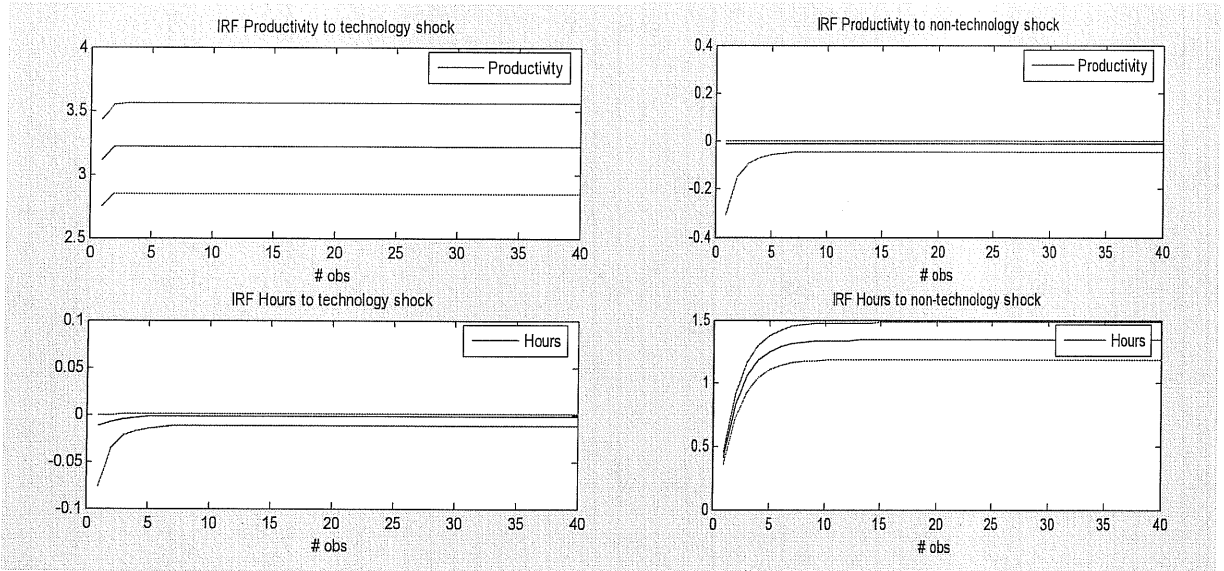 IRF Productivity to technology shock
4
3.5
3
2.5
Productivity
0 5 10 15 20 25 30 35 40
# obs
IRF Productivity to non-technology shock
0.4
0.2
0
-0.2
-0.4
Productivity
0 5 10 15 20 25 30 35 40
# obs
IRF Hours to technology shock
0.1
0.05
0
-0.05
-0.1
Hours
0 5 10 15 20 25 30 35 40
# obs
IRF Hours to non-technology shock
1.5
1
0.5
0
Hours
0 5 10 15 20 25 30 35 40
# obs